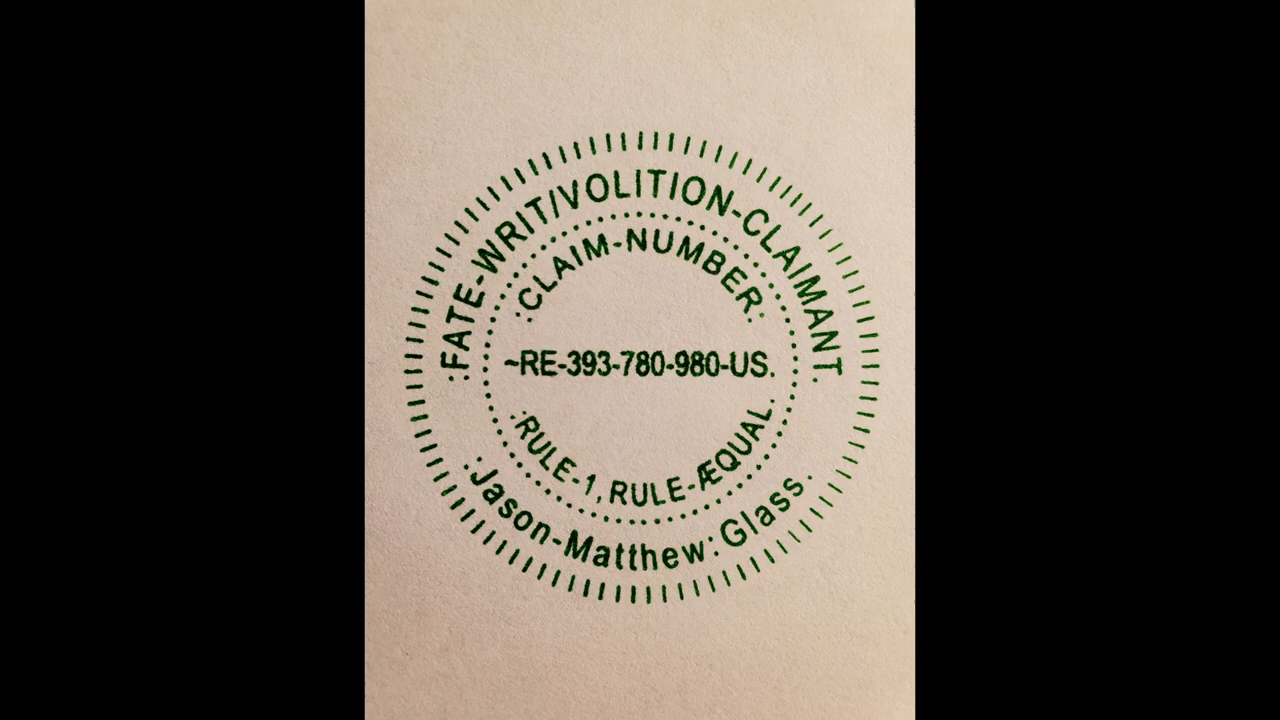 :FATE-WRIT/VOLITION-CLAIMANT.
:CLAIM-NUMBER:
~RE-393-780-980-US.
:RULE-1, RULE-ÆQUAL.
:Jason-Matthew: Glass.